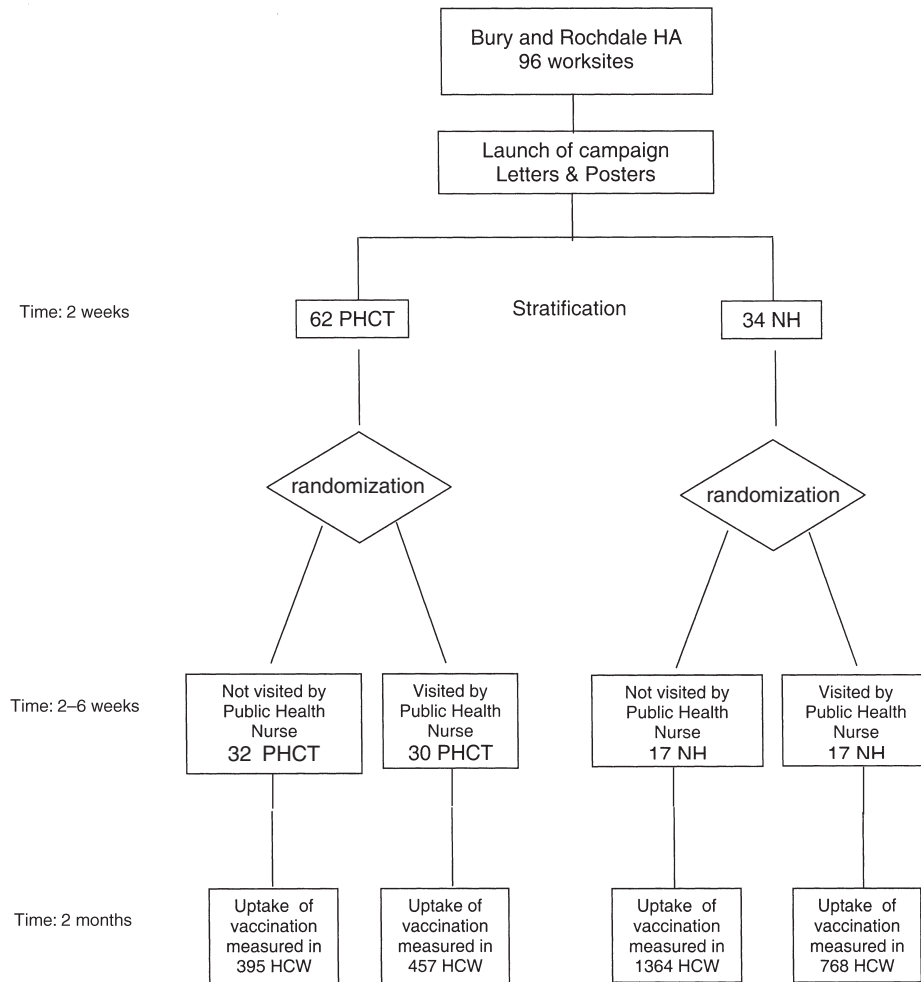 Bury and Rochdale HA
96 worksites
Launch of campaign
Letters & Posters
Time: 2 weeks
62 PHCT
Stratification
34 NH
randomization
randomization
Time: 2–6 weeks
Not visited by
Public Health
Nurse
32 PHCT
Visited by
Public Health
Nurse
30 PHCT
Not visited by
Public Health
Nurse
17 NH
Visited by
Public Health
Nurse
17 NH
Time: 2 months
Uptake of
vaccination
measured in
395 HCW
Uptake of
vaccination
measured in
457 HCW
Uptake of
vaccination
measured in
1364 HCW
Uptake of
vaccination
measured in
768 HCW